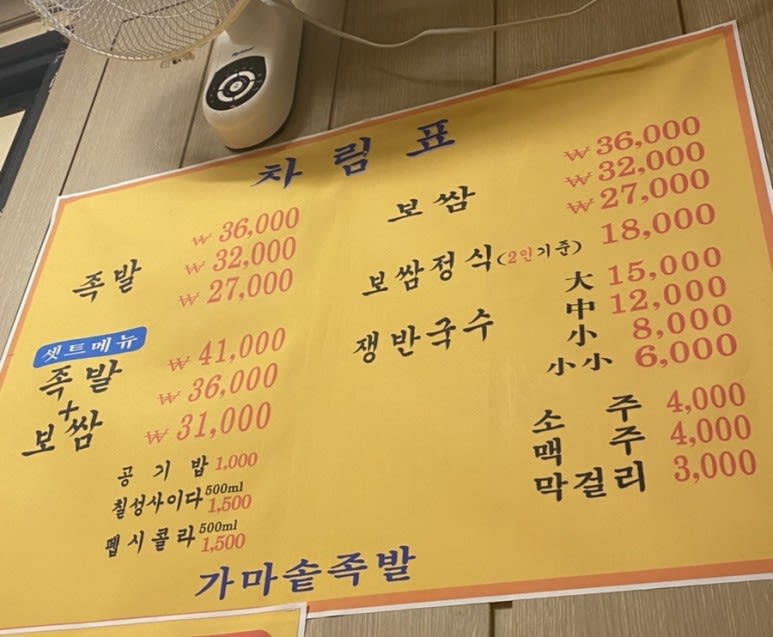 차림표
족발
₩ 36,000
₩ 32,000
₩ 27,000
셋트메뉴
족발
+
보쌈
₩ 41,000
₩ 36,000
₩ 31,000
공기밥 1,000
칠성사이다 500ml 1,500
펩시콜라 500ml 1,500
보쌈
₩ 36,000
₩ 32,000
₩ 27,000
보쌈정식(2인기준) 18,000
쟁반국수
大 15,000
中 12,000
小 8,000
小小 6,000
소주 4,000
맥주 4,000
막걸리 3,000
가마솥족발